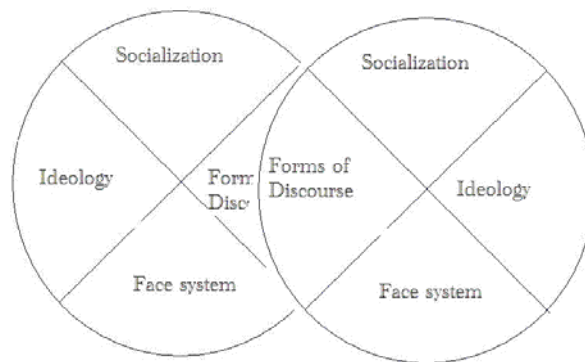 Socialization
Ideology
Form
Disc
Face system
Socialization
Forms of
Discourse
Ideology
Face system